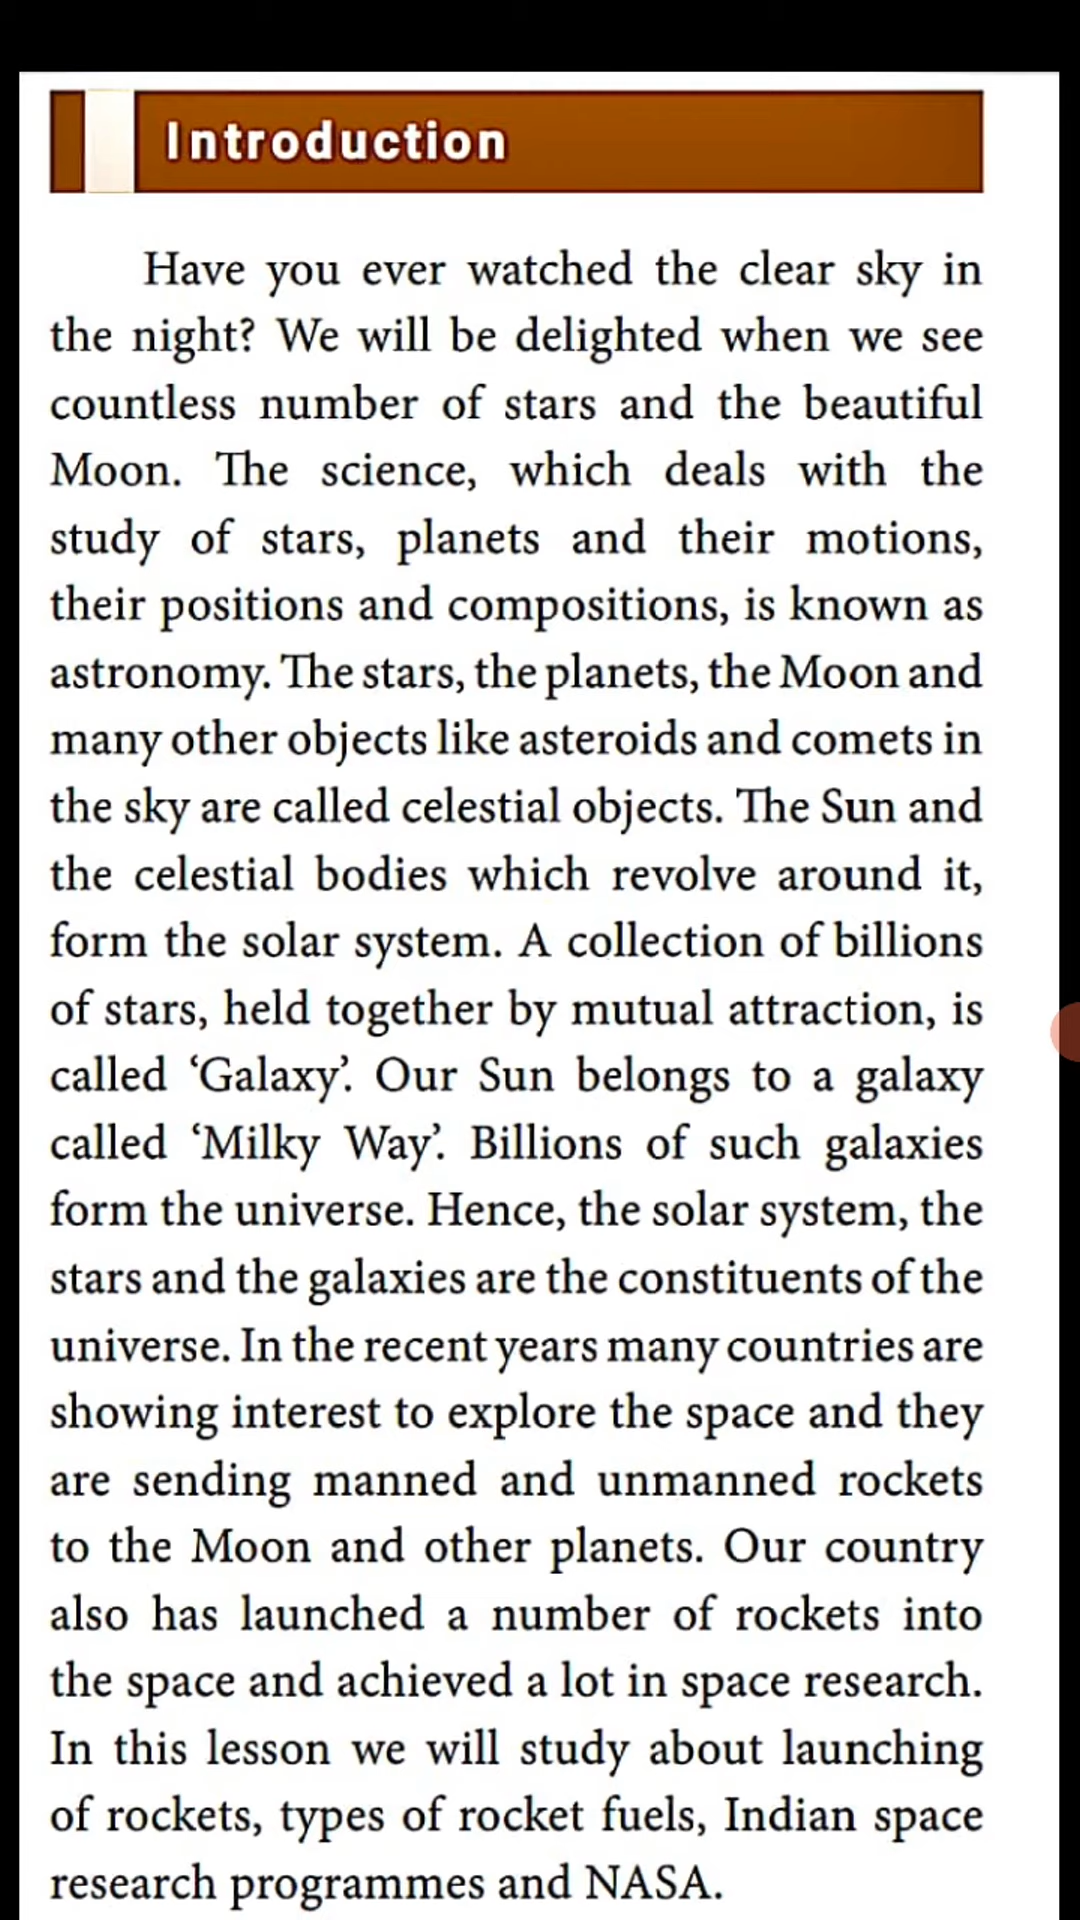 Introduction
Have you ever watched the clear sky in
the night? We will be delighted when we see
countless number of stars and the beautiful
Moon. The science, which deals with the
study of stars, planets and their motions,
their positions and compositions, is known as
astronomy. The stars, the planets, the Moon and
many other objects like asteroids and comets in
the sky are called celestial objects. The Sun and
the celestial bodies which revolve around it,
form the solar system. A collection of billions
of stars, held together by mutual attraction, is
called ‘Galaxy’. Our Sun belongs to a galaxy
called ‘Milky Way’. Billions of such galaxies
form the universe. Hence, the solar system, the
stars and the galaxies are the constituents of the
universe. In the recent years many countries are
showing interest to explore the space and they
are sending manned and unmanned rockets
to the Moon and other planets. Our country
also has launched a number of rockets into
the space and achieved a lot in space research.
In this lesson we will study about launching
of rockets, types of rocket fuels, Indian space
research programmes and NASA.